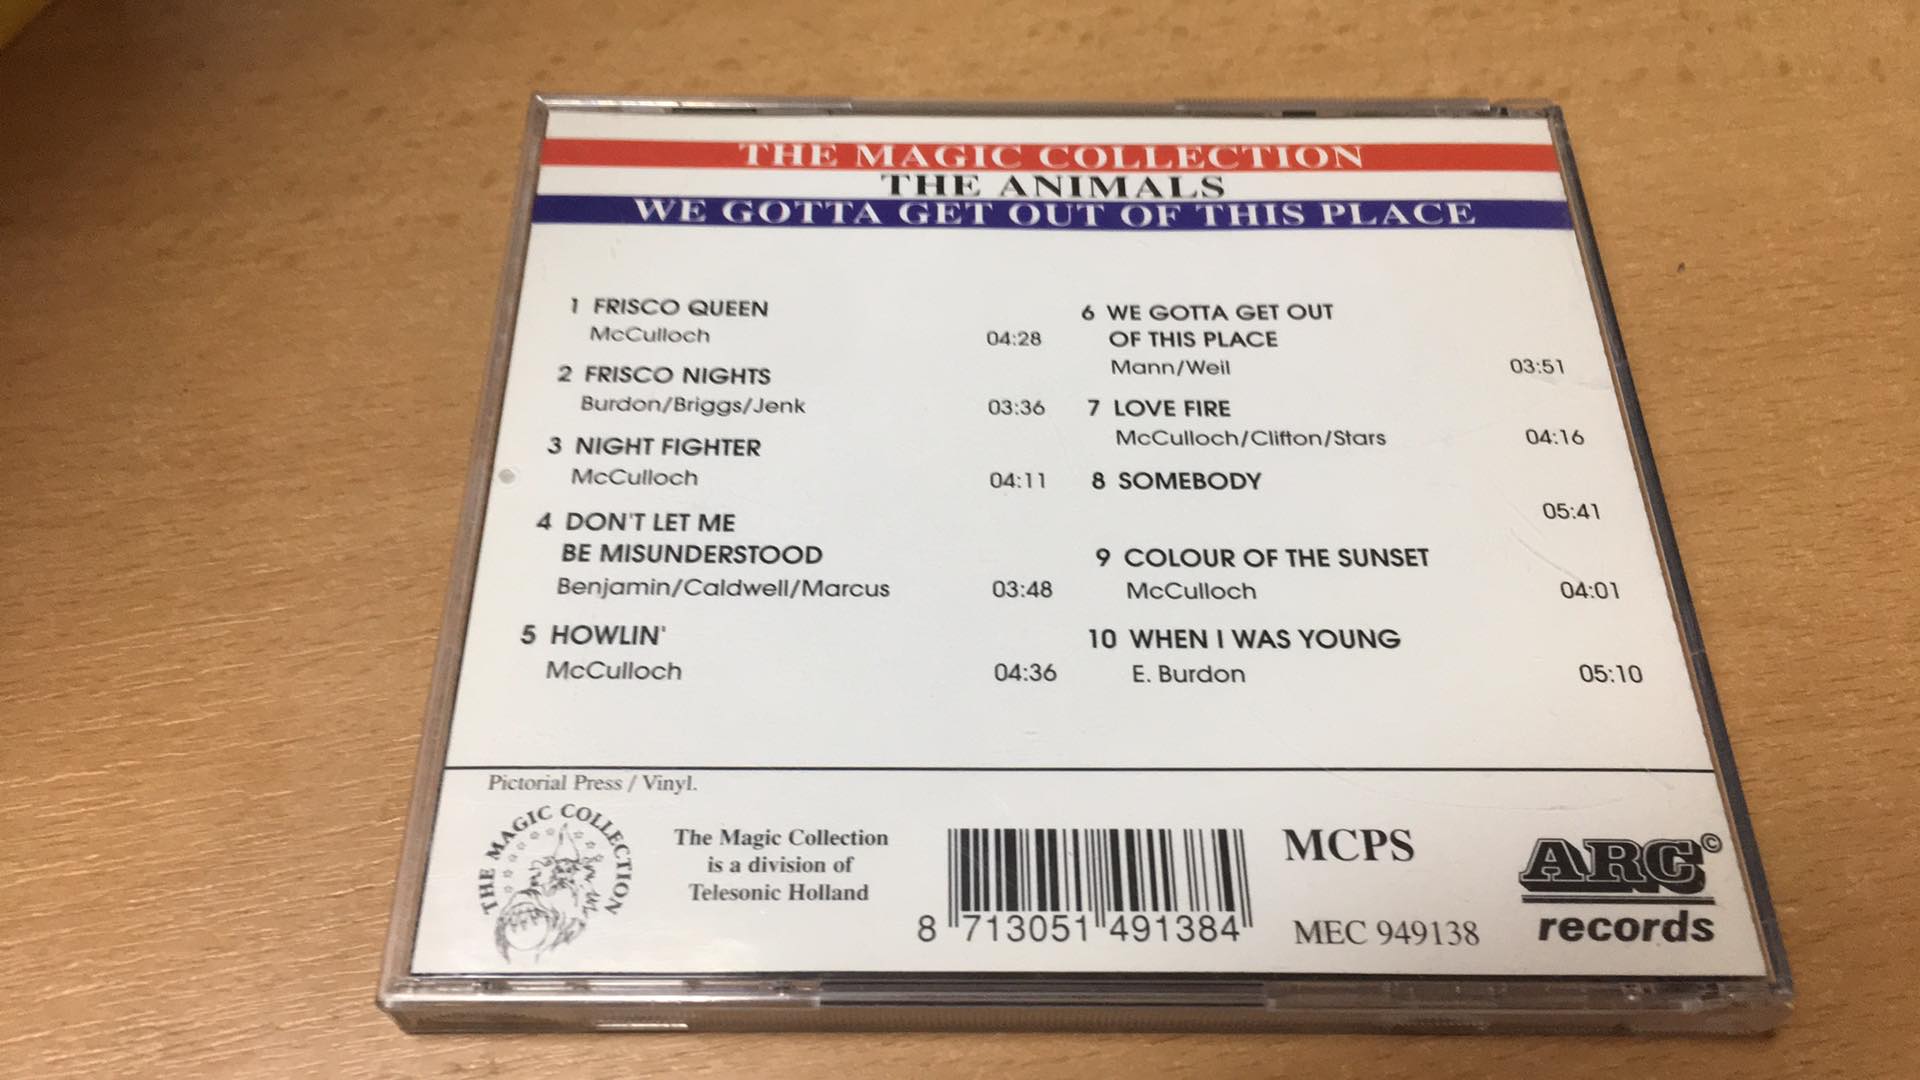 THE MAGIC COLLECTION
THE ANIMALS
WE GOTTA GET OUT OF THIS PLACE
1 FRISCO QUEEN
McCulloch 04:28
2 FRISCO NIGHTS
Burdon/Briggs/Jenk 03:36
3 NIGHT FIGHTER
McCulloch 04:11
4 DON'T LET ME
BE MISUNDERSTOOD
Benjamin/Caldwell/Marcus 03:48
5 HOWLIN'
McCulloch 04:36
6 WE GOTTA GET OUT
OF THIS PLACE
Mann/Weil 03:51
7 LOVE FIRE
McCulloch/Clifton/Stars 04:16
8 SOMEBODY
05:41
9 COLOUR OF THE SUNSET
McCulloch 04:01
10 WHEN I WAS YOUNG
E. Burdon 05:10
Pictorial Press / Vinyl.
THE MAGIC COLLECTION
The Magic Collection
is a division of
Telesonic Holland
8 713051 491384
MCPS
MEC 949138
ARC©
records